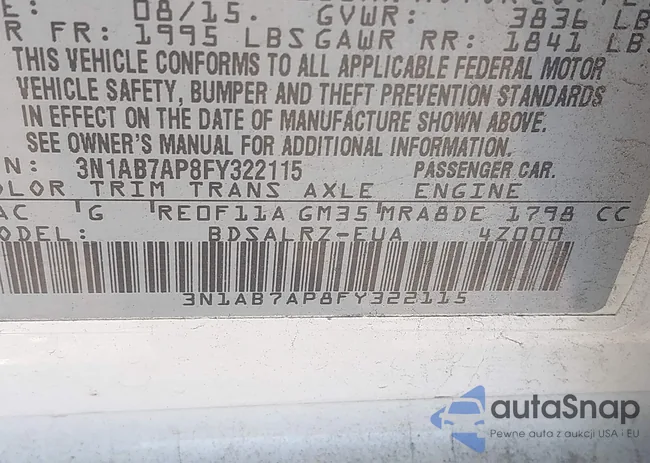 E: 08/15. GVWR: 3836 LB
R FR: 1995 LBS GAWR RR: 1841 LBS
THIS VEHICLE CONFORMS TO ALL APPLICABLE FEDERAL MOTOR
VEHICLE SAFETY, BUMPER AND THEFT PREVENTION STANDARDS
IN EFFECT ON THE DATE OF MANUFACTURE SHOWN ABOVE.
SEE OWNER'S MANUAL FOR ADDITIONAL INFORMATION.
N: 3N1AB7AP8FY322115 PASSENGER CAR.
OLOR TRIM TRANS AXLE ENGINE
AC G RE0F11A GM35 MRA8DE 1798 CC
ODEL: BDSALRZ-EUA 4Z000
3N1AB7AP8FY322115
autaSnap
Pewne auta z aukcji USA i EU